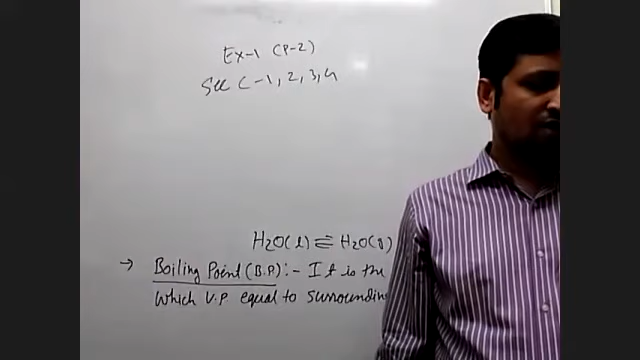 Ex-1 (P-2)
Sec C-1,2,3,4
H2O(l) ⇌ H2O(g)
→ Boiling Point (B.P.):- It is the
Which V.P. equal to surroundin